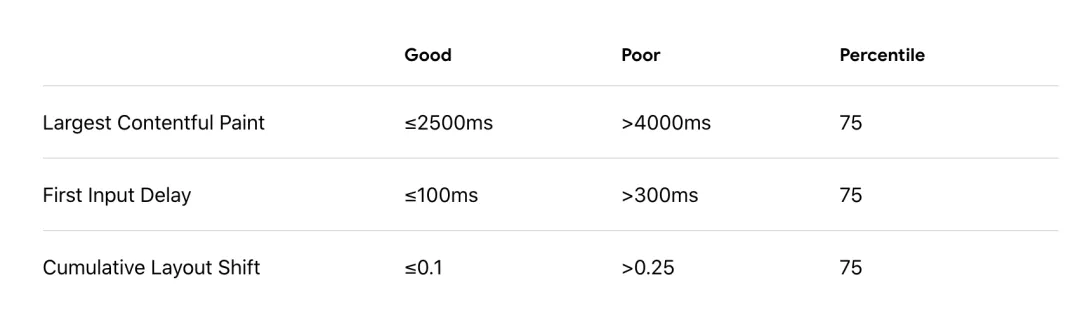 Good Poor Percentile
Largest Contentful Paint ≤2500ms >4000ms 75
First Input Delay ≤100ms >300ms 75
Cumulative Layout Shift ≤0.1 >0.25 75